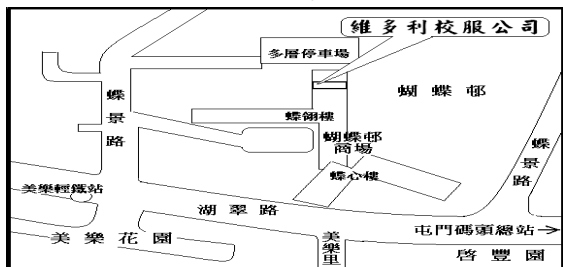 維多利校服公司
多層停車場
蝴蝶邨
蝶景路
蝶翎樓
蝴蝶邨
商場
蝶景路
蝶心樓
美樂輕鐵站
湖翠路
屯門碼頭總站→
美樂花園
美樂里
啓豐園